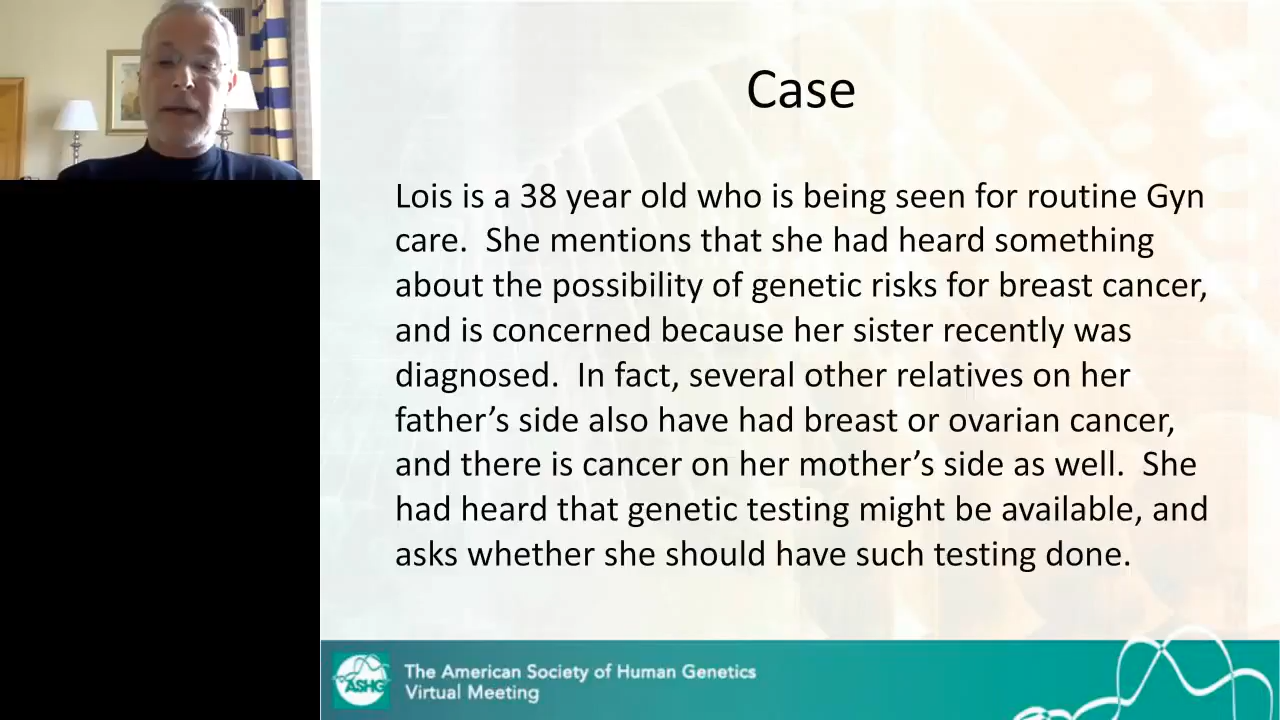 Case
Lois is a 38 year old who is being seen for routine Gyn
care.  She mentions that she had heard something
about the possibility of genetic risks for breast cancer,
and is concerned because her sister recently was
diagnosed.  In fact, several other relatives on her
father’s side also have had breast or ovarian cancer,
and there is cancer on her mother’s side as well.  She
had heard that genetic testing might be available, and
asks whether she should have such testing done.
ASHG
The American Society of Human Genetics
Virtual Meeting